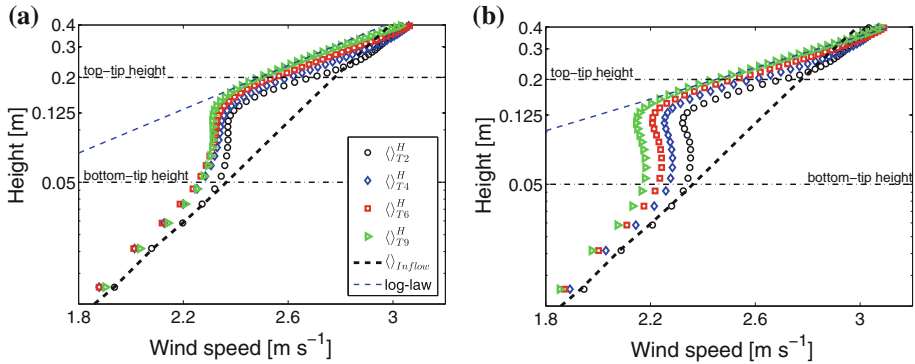 (a)
0.4
0.3
0.2
0.125
0.05
top-tip height
bottom-tip height
Height [m]
⟨⟩ᴴT2
⟨⟩ᴴT4
⟨⟩ᴴT6
⟨⟩ᴴT9
⟨⟩Inflow
log-law
1.8
2.2
2.6
3
Wind speed [m s⁻¹]
(b)
0.4
0.3
0.2
0.125
0.05
top-tip height
bottom-tip height
Height [m]
1.8
2.2
2.6
3
Wind speed [m s⁻¹]